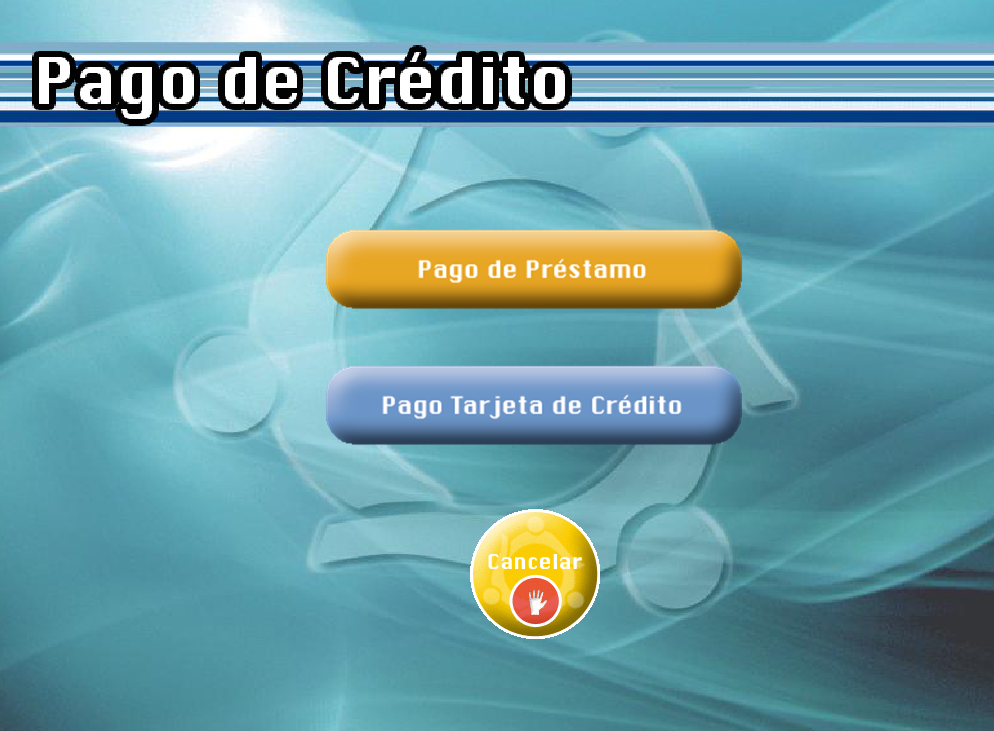 Pago de Crédito
Pago de Préstamo
Pago Tarjeta de Crédito
Cancelar